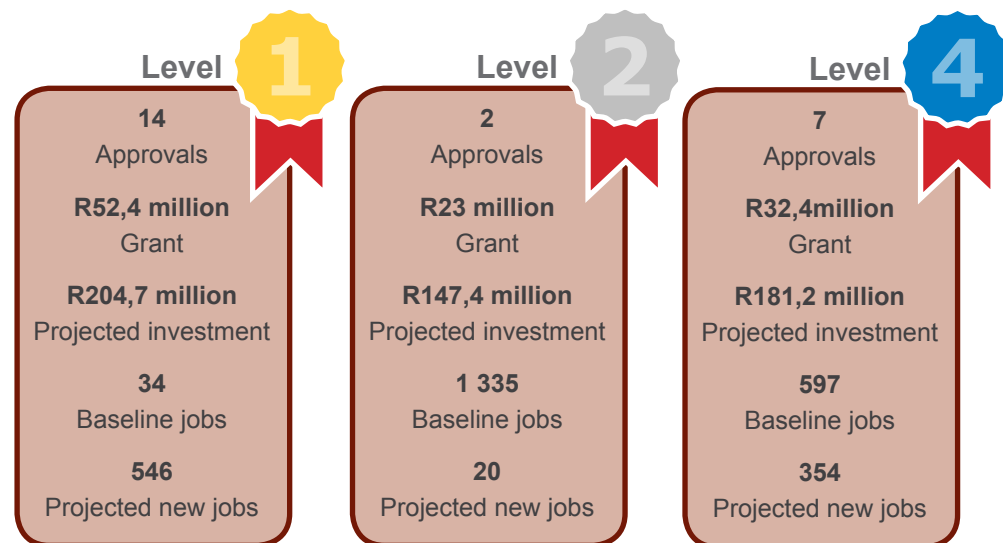 Level 1
14
Approvals
R52,4 million
Grant
R204,7 million
Projected investment
34
Baseline jobs
546
Projected new jobs
Level 2
2
Approvals
R23 million
Grant
R147,4 million
Projected investment
1 335
Baseline jobs
20
Projected new jobs
Level 4
7
Approvals
R32,4million
Grant
R181,2 million
Projected investment
597
Baseline jobs
354
Projected new jobs